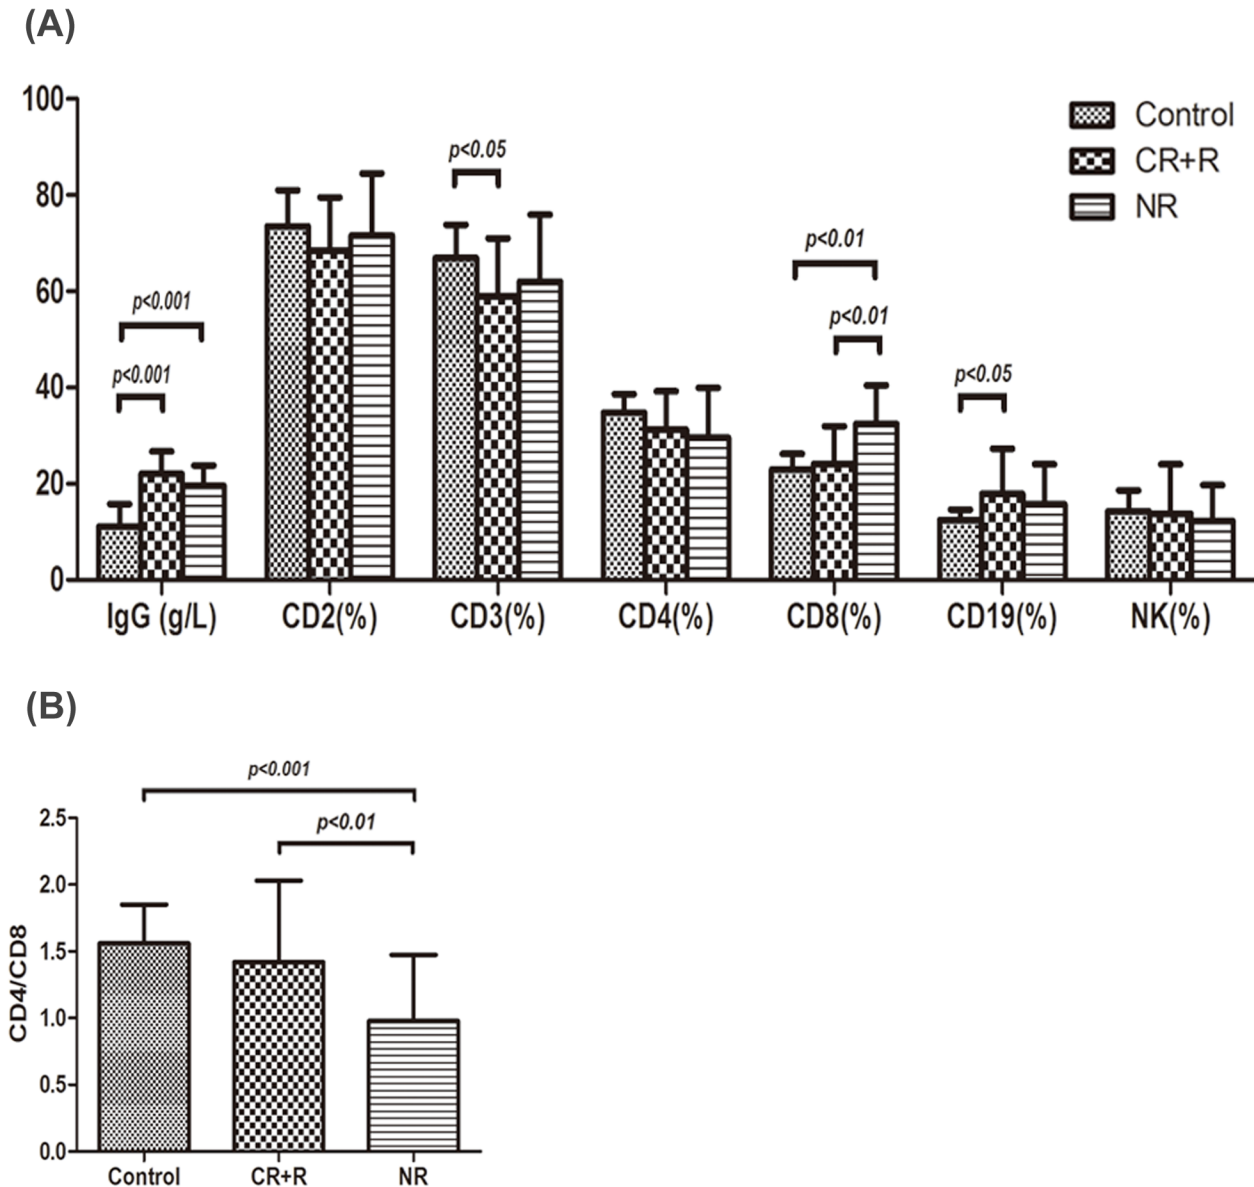 (A)
100
80
60
40
20
0
Control
CR+R
NR
p<0.001
p<0.001
p<0.05
p<0.01
p<0.01
p<0.05
IgG (g/L) CD2(%) CD3(%) CD4(%) CD8(%) CD19(%) NK(%)
(B)
p<0.001
p<0.01
2.5
2.0
1.5
1.0
0.5
0.0
CD4/CD8
Control CR+R NR